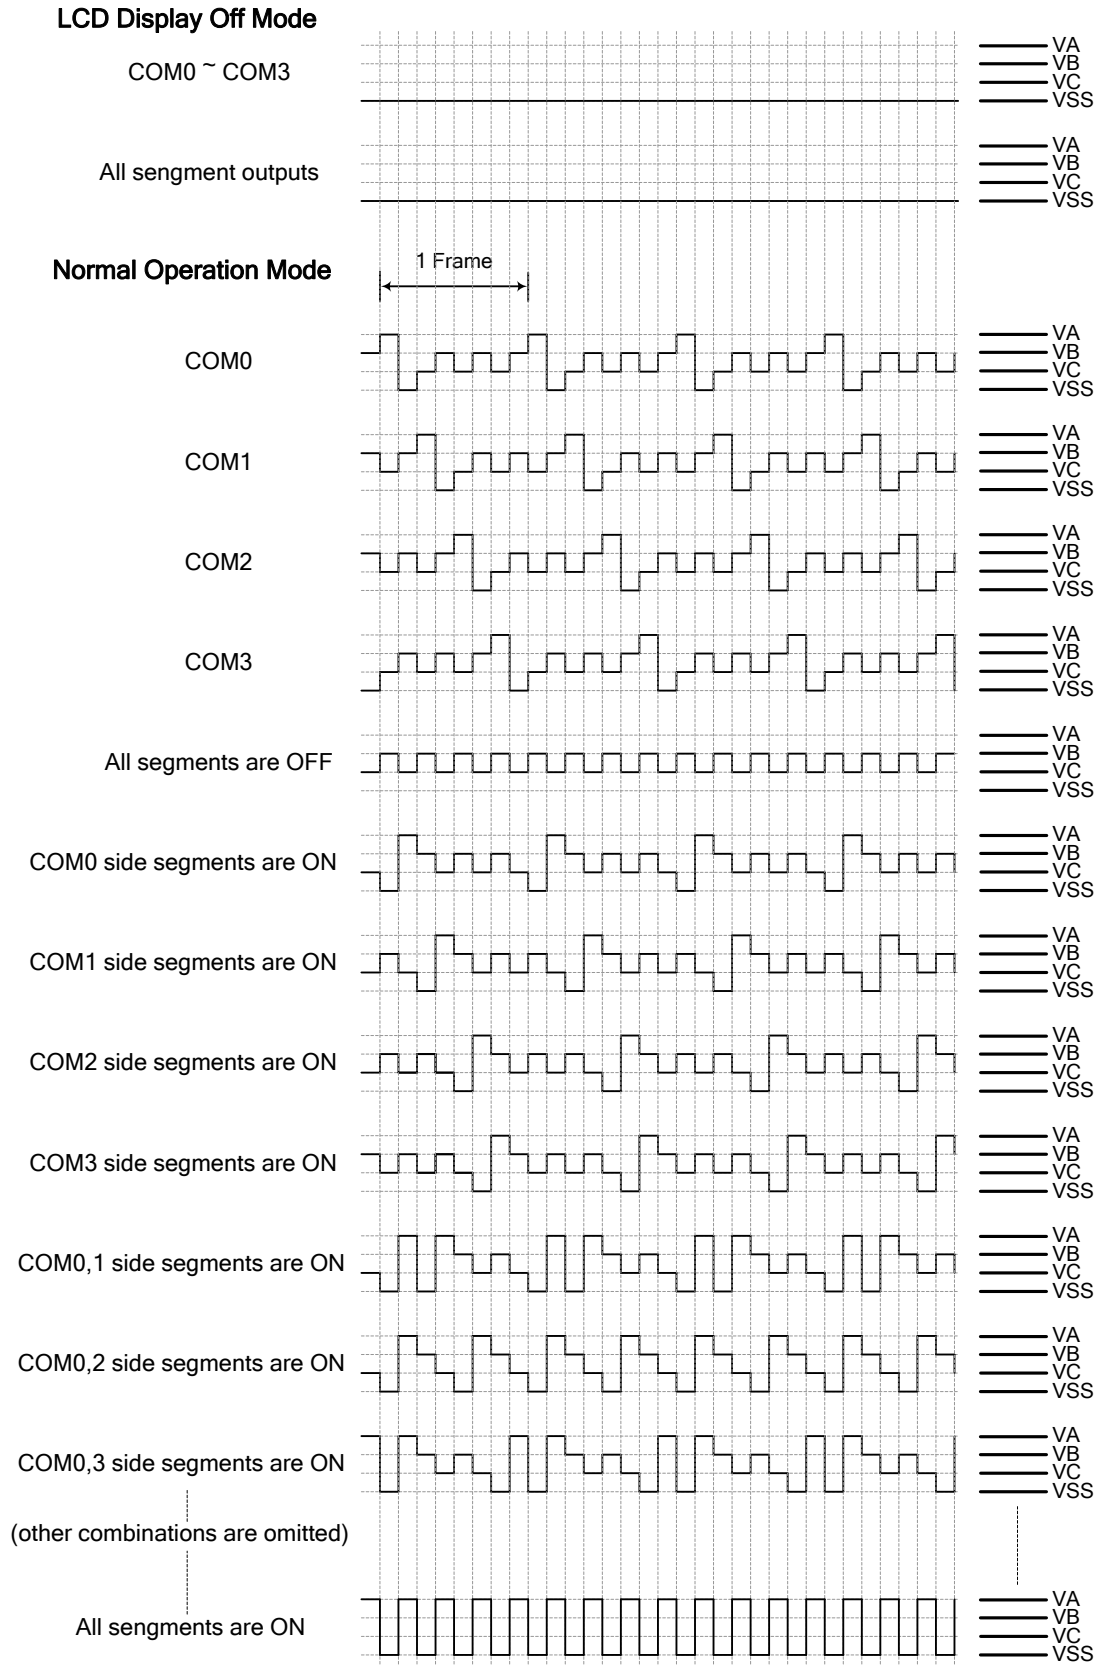 LCD Display Off Mode
COM0 ~ COM3
VA
VB
VC
VSS
All sengment outputs
VA
VB
VC
VSS
Normal Operation Mode
1 Frame
COM0
VA
VB
VC
VSS
COM1
VA
VB
VC
VSS
COM2
VA
VB
VC
VSS
COM3
VA
VB
VC
VSS
All segments are OFF
VA
VB
VC
VSS
COM0 side segments are ON
VA
VB
VC
VSS
COM1 side segments are ON
VA
VB
VC
VSS
COM2 side segments are ON
VA
VB
VC
VSS
COM3 side segments are ON
VA
VB
VC
VSS
COM0,1 side segments are ON
VA
VB
VC
VSS
COM0,2 side segments are ON
VA
VB
VC
VSS
COM0,3 side segments are ON
VA
VB
VC
VSS
(other combinations are omitted)
All sengments are ON
VA
VB
VC
VSS